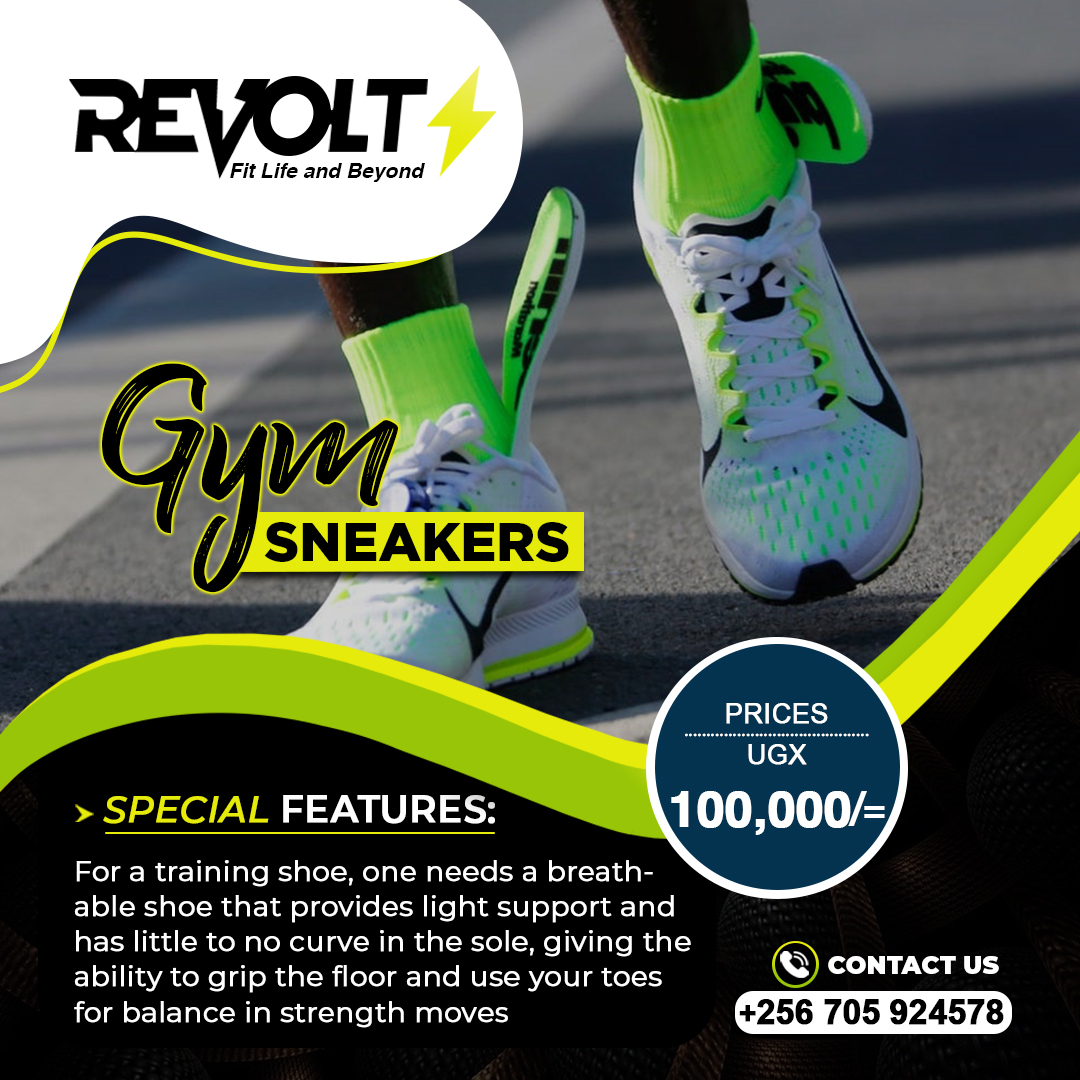 REVOLT
Fit Life and Beyond
Gym
SNEAKERS
PRICES
UGX
100,000/=
SPECIAL FEATURES:
For a training shoe, one needs a breath-
able shoe that provides light support and
has little to no curve in the sole, giving the
ability to grip the floor and use your toes
for balance in strength moves
CONTACT US
+256 705 924578